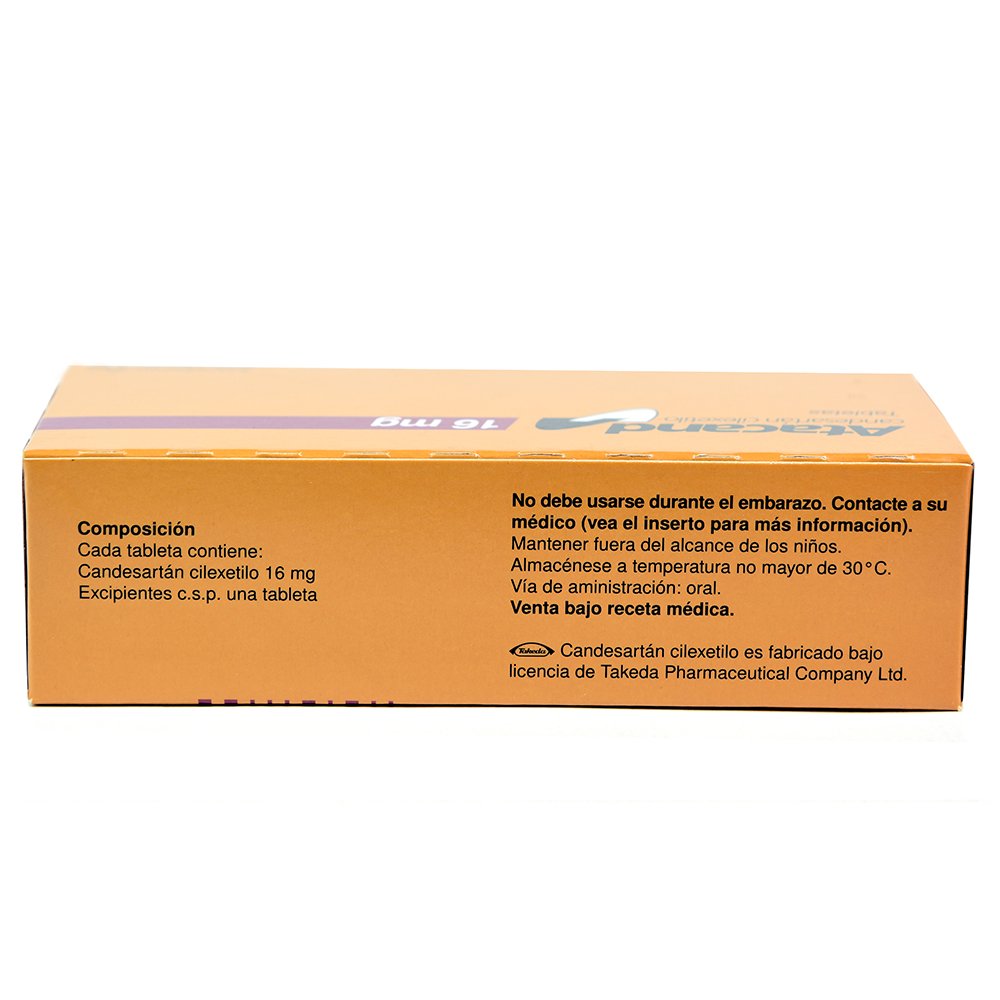 Atacand
candesartán cilexetilo
Tabletas
16 mg
Composición
Cada tableta contiene:
Candesartán cilexetilo 16 mg
Excipientes c.s.p. una tableta
No debe usarse durante el embarazo. Contacte a su
médico (vea el inserto para más información).
Mantener fuera del alcance de los niños.
Almacénese a temperatura no mayor de 30°C.
Vía de aministración: oral.
Venta bajo receta médica.
Takeda Candesartán cilexetilo es fabricado bajo
licencia de Takeda Pharmaceutical Company Ltd.